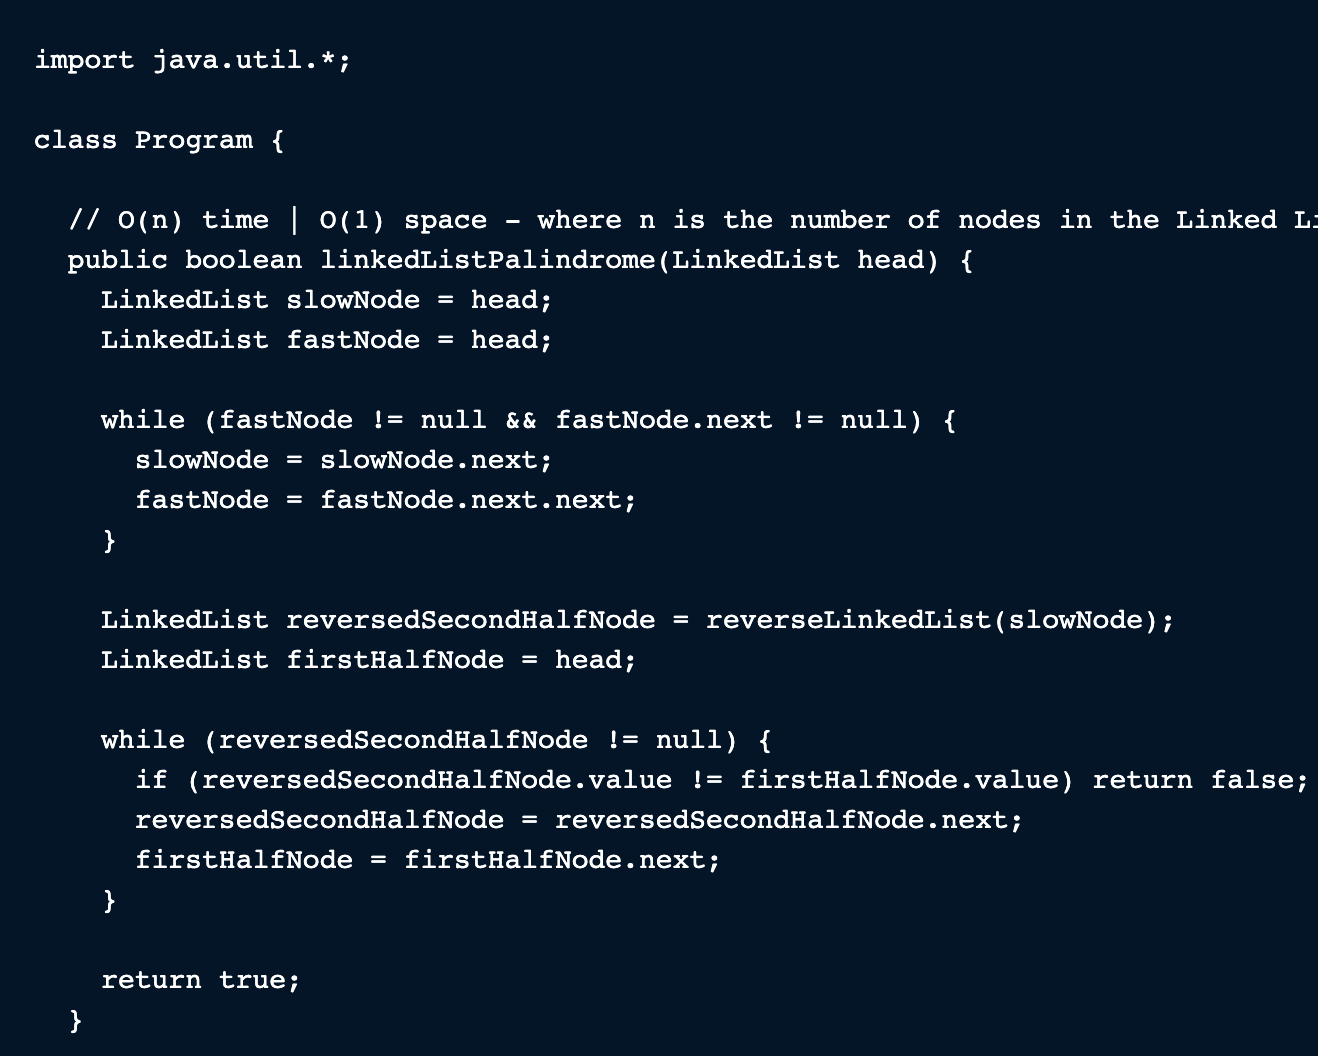 import java.util.*;
class Program {
// O(n) time | O(1) space - where n is the number of nodes in the Linked
public boolean linkedListPalindrome(LinkedList head) {
LinkedList slowNode = head;
LinkedList fastNode = head;
while (fastNode != null && fastNode.next != null) {
slowNode = slowNode.next;
fastNode = fastNode.next.next;
}
LinkedList reversedSecondHalfNode = reverseLinkedList(slowNode);
LinkedList firstHalfNode = head;
while (reversedSecondHalfNode != null) {
if (reversedSecondHalfNode.value != firstHalfNode.value) return false;
reversedSecondHalfNode = reversedSecondHalfNode.next;
firstHalfNode = firstHalfNode.next;
}
return true;
}